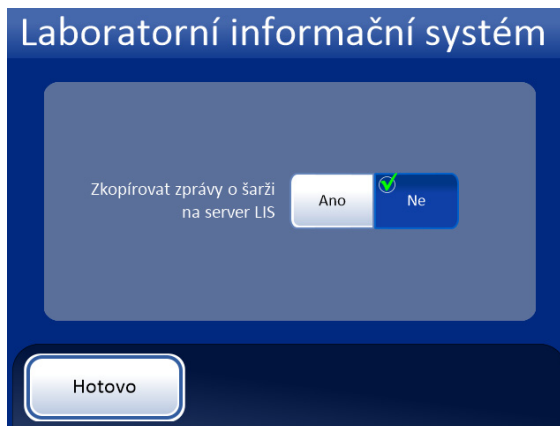 Laboratorní informační systém
Zkopírovat zprávy o šarži
na server LIS
Ano
Ne
Hotovo